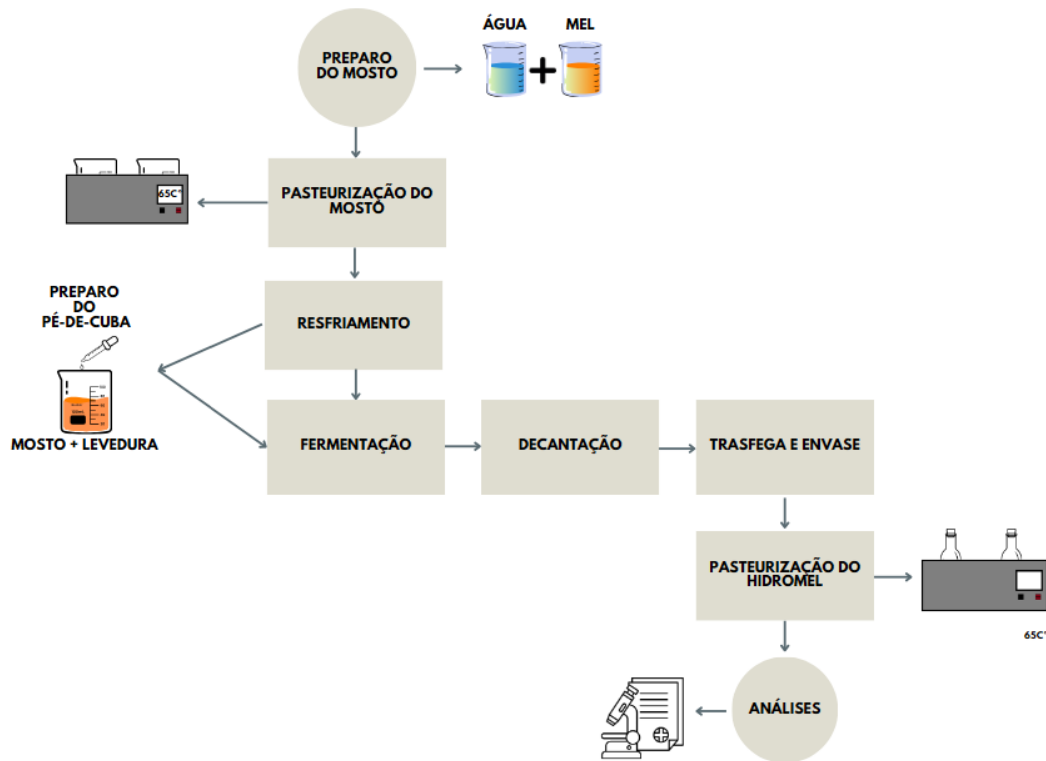 PREPARO
DO MOSTO
ÁGUA
MEL
65C°
PASTEURIZAÇÃO DO
MOSTO
PREPARO
DO
PÉ-DE-CUBA
RESFRIAMENTO
MOSTO + LEVEDURA
FERMENTAÇÃO
DECANTAÇÃO
TRASFEGA E ENVASE
PASTEURIZAÇÃO DO
HIDROMEL
65C°
ANÁLISES